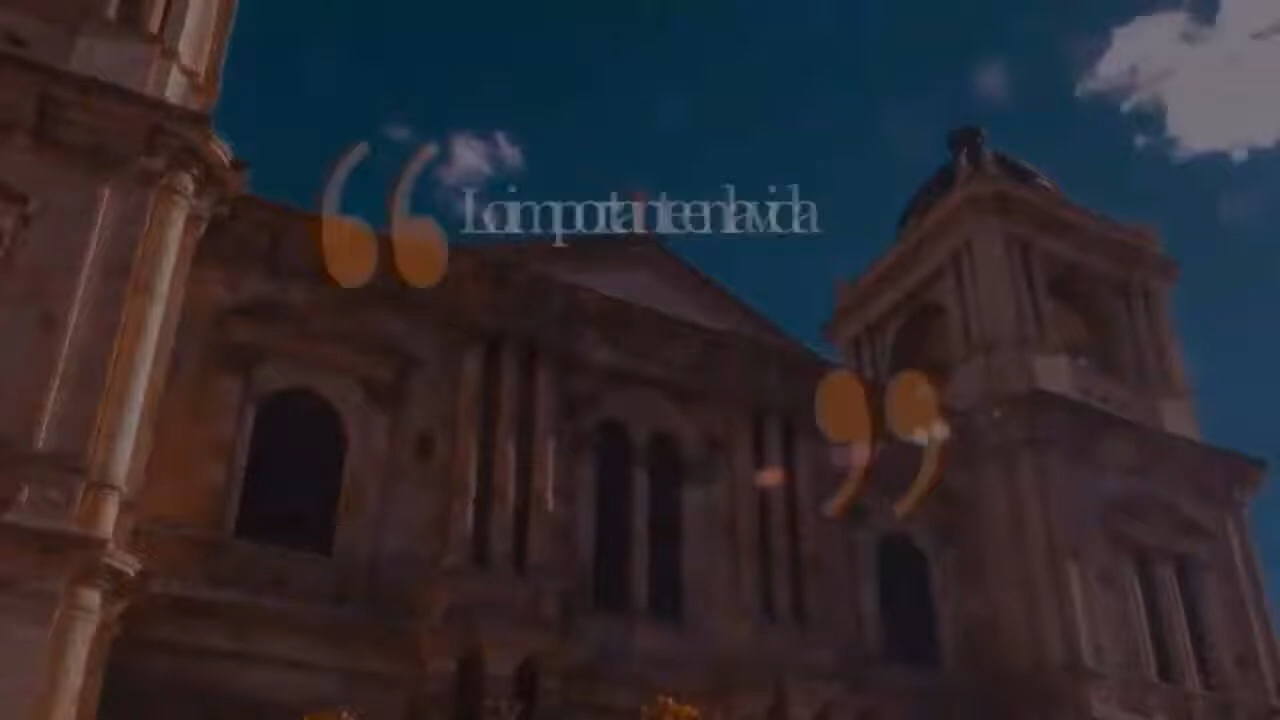 “ Lo importante en la vida ”